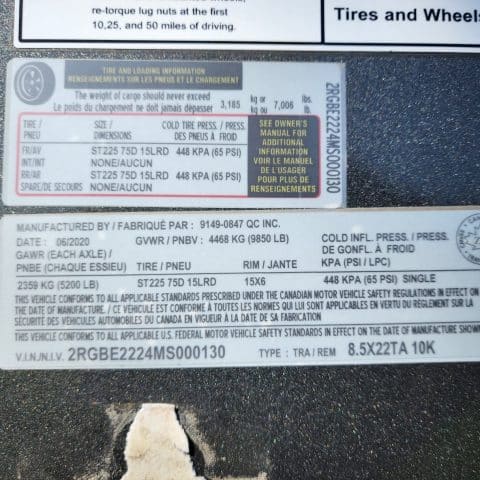 re-torque lug nuts at the first
10,25, and 50 miles of driving.
Tires and Wheels
TIRE AND LOADING INFORMATION
RENSEIGNEMENTS SUR LES PNEUS ET LE CHARGEMENT
The weight of cargo should never exceed
Le poids du chargement ne doit jamais dépasser 3,185 kg or / kg ou 7,006 lbs. / lb.
TIRE / PNEU SIZE / DIMENSIONS COLD TIRE PRESS. / PRESS. DES PNEUS À FROID
FR/AV ST225 75D 15LRD 448 KPA (65 PSI)
INT/INT NONE/AUCUN
RR/AR ST225 75D 15LRD 448 KPA (65 PSI)
SPARE/DE SECOURS NONE/AUCUN
SEE OWNER'S
MANUAL FOR
ADDITIONAL
INFORMATION
VOIR LE MANUEL
DE L'USAGER
POUR PLUS DE
RENSEIGNEMENTS
2RGBE2224MS000130
MANUFACTURED BY / FABRIQUÉ PAR : 9149-0847 QC INC.
DATE : 06/2020 GVWR / PNBV : 4468 KG (9850 LB)
GAWR (EACH AXLE) /
PNBE (CHAQUE ESSIEU) TIRE / PNEU RIM / JANTE
COLD INFL. PRESS. / PRESS.
DE GONFL. À FROID
KPA (PSI / LPC)
2359 KG (5200 LB) ST225 75D 15LRD 15X6 448 KPA (65 PSI) SINGLE
THIS VEHICLE CONFORMS TO ALL APPLICABLE STANDARDS PRESCRIBED UNDER THE CANADIAN MOTOR VEHICLE SAFETY REGULATIONS IN EFFECT ON
THE DATE OF MANUFACTURE. / CE VÉHICULE EST CONFORME À TOUTES LES NORMES QUI LUI SONT APPLICABLES EN VERTU DU RÈGLEMENT SUR LA
SÉCURITÉ DES VÉHICULES AUTOMOBILES DU CANADA EN VIGUEUR À LA DATE DE SA FABRICATION
THIS VEHICLE CONFORMS TO ALL APPLICABLE U.S. FEDERAL MOTOR VEHICLE SAFETY STANDARD IN EFFECT ON THE DATE OF MANUFACTURE SHOWN
V.I.N./N.I.V. 2RGBE2224MS000130 TYPE : TRA / REM 8.5X22TA 10K